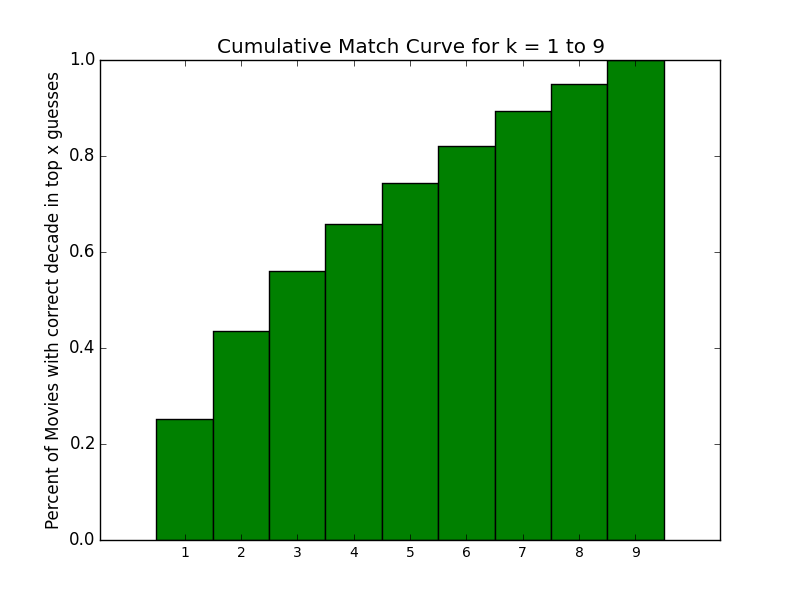 Cumulative Match Curve for k = 1 to 9
Percent of Movies with correct decade in top x guesses
1.0
0.8
0.6
0.4
0.2
0.0
1 2 3 4 5 6 7 8 9